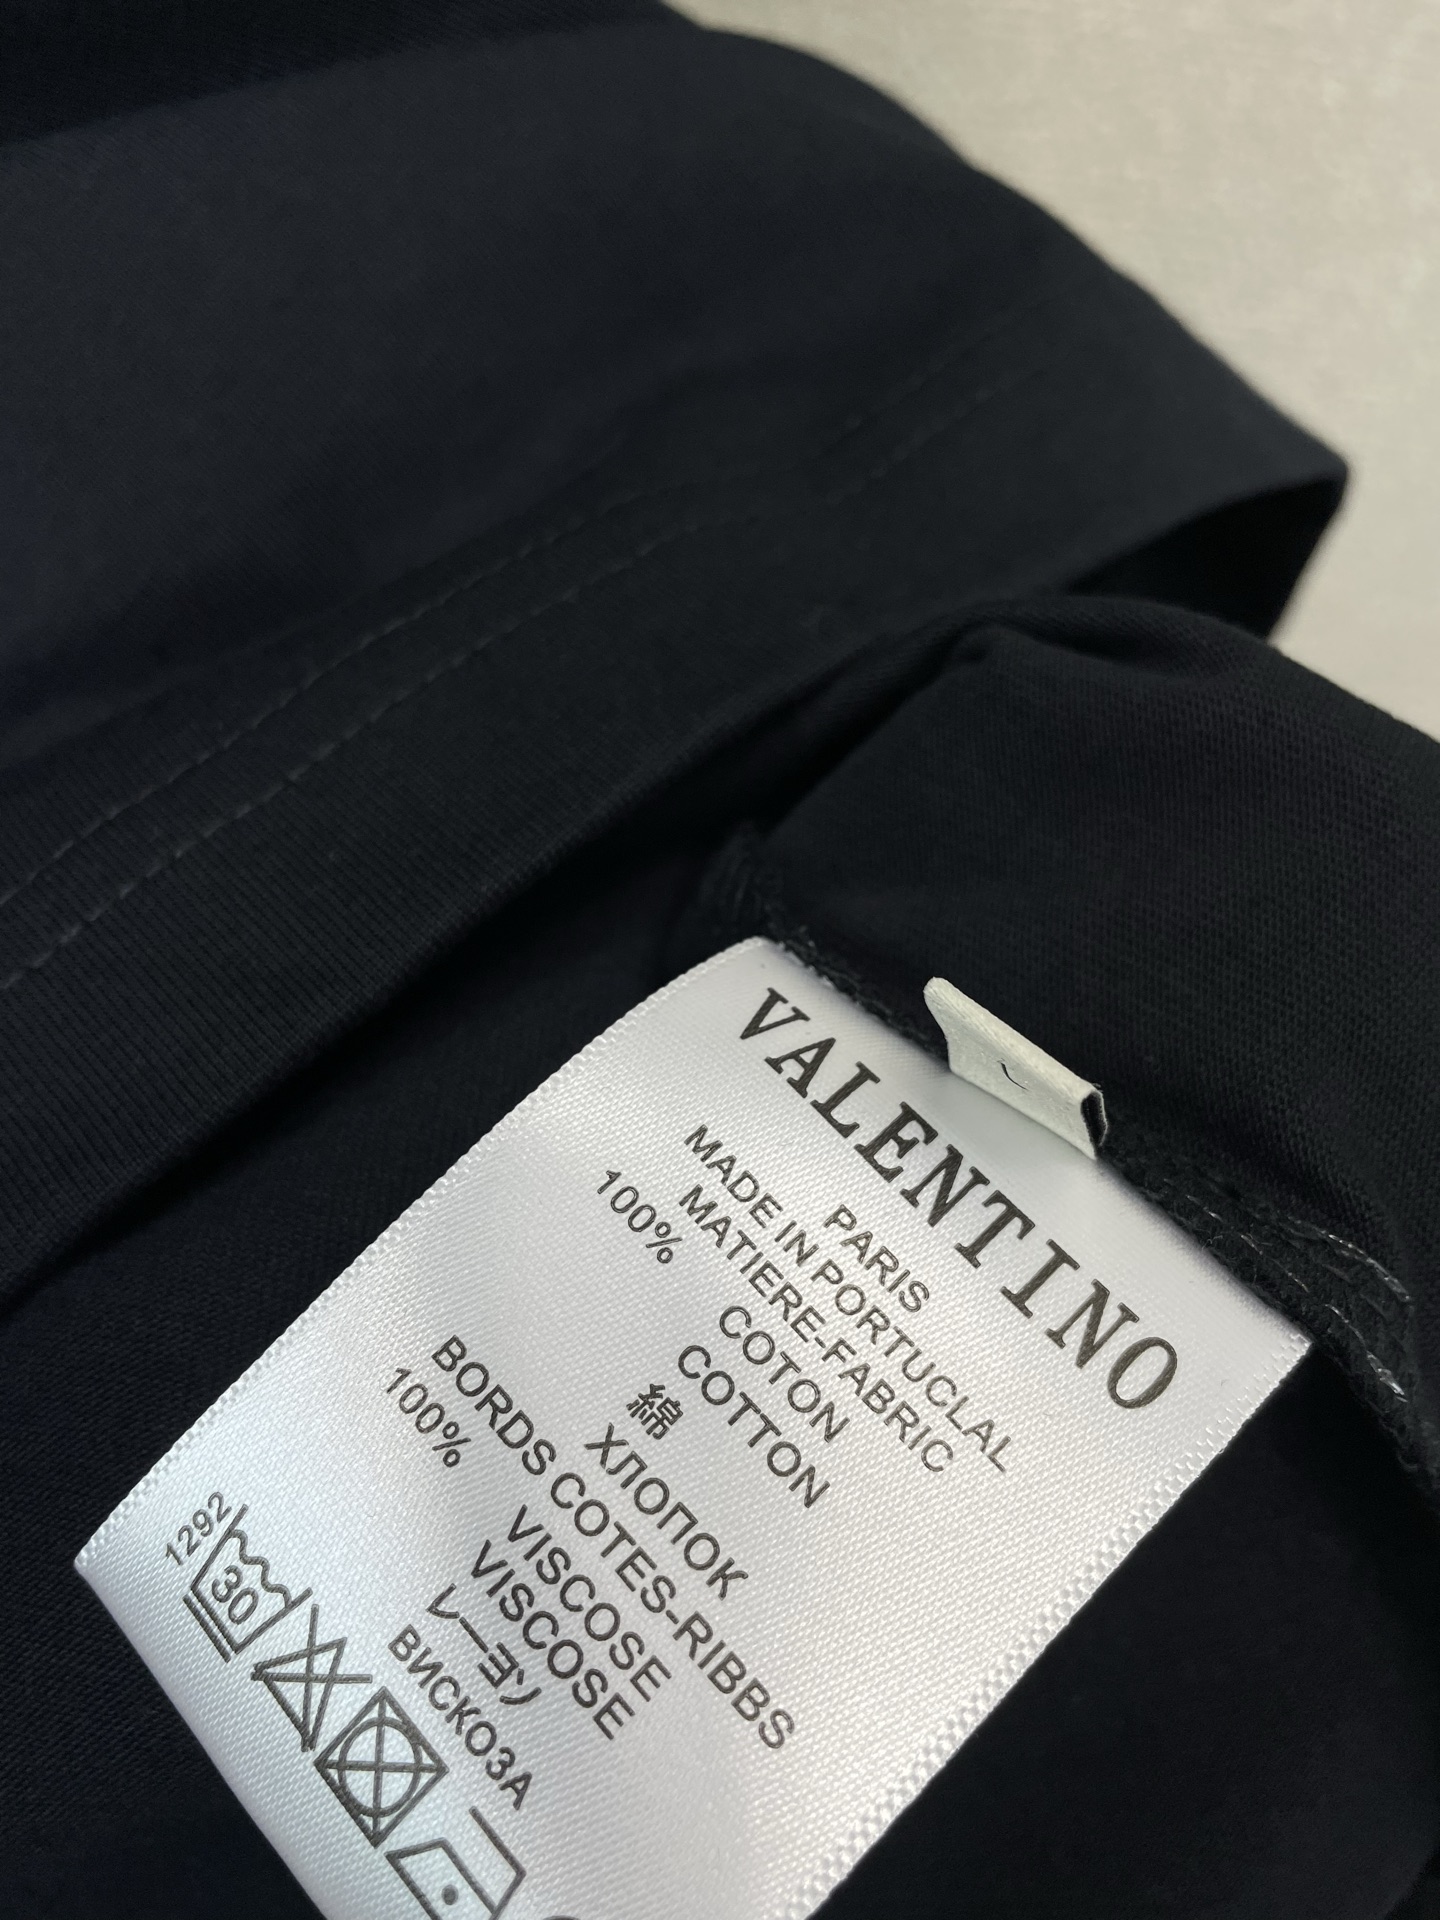 VALENTINO
PARIS
MADE IN PORTUCLAL
MATIERE-FABRIC
100%
COTON
COTTON
綿
ХЛОПОК
BORDS COTES-RIBBS
100%
VISCOSE
VISCOSE
レーヨン
ВИСКОЗА
1292
30